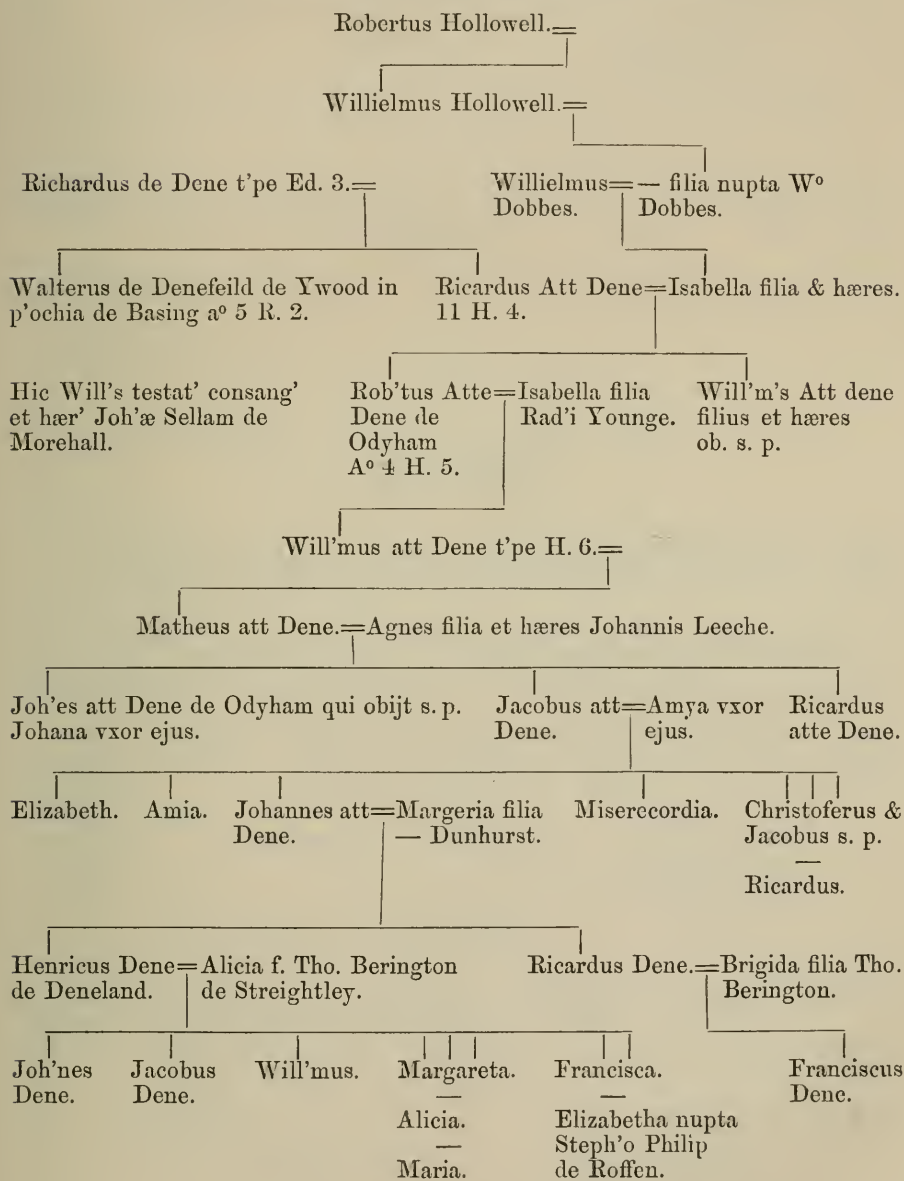 Robertus Hollowell.=
Willielmus Hollowell.=
Richardus de Dene t'pe Ed. 3.=
Willielmus=— filia nupta Wᵒ
Dobbes. Dobbes.
Walterus de Denefeild de Ywood in
p'ochia de Basing aᵒ 5 R. 2.
Ricardus Att Dene=Isabella filia & hæres.
11 H. 4.
Hic Will's testat' consang'
et hær' Joh'æ Sellam de
Morehall.
Rob'tus Atte=Isabella filia
Dene de Rad'i Younge.
Odyham
Aᵒ 4 H. 5.
Will'm's Att dene
filius et hæres
ob. s. p.
Will'mus att Dene t'pe H. 6.=
Matheus att Dene.=Agnes filia et hæres Johannis Leeche.
Joh'es att Dene de Odyham qui obijt s. p.
Johana vxor ejus.
Jacobus att=Amya vxor
Dene. ejus.
Ricardus
atte Dene.
Elizabeth.
Amia.
Johannes att=Margeria filia
Dene. — Dunhurst.
Miserecordia.
Christoferus &
Jacobus s. p.
—
Ricardus.
Henricus Dene=Alicia f. Tho. Berington
de Deneland. de Streightley.
Ricardus Dene.=Brigida filia Tho.
Berington.
Joh'nes
Dene.
Jacobus
Dene.
Will'mus.
Margareta.
—
Alicia.
—
Maria.
Francisca.
—
Elizabetha nupta
Steph'o Philip
de Roffen.
Franciscus
Dene.